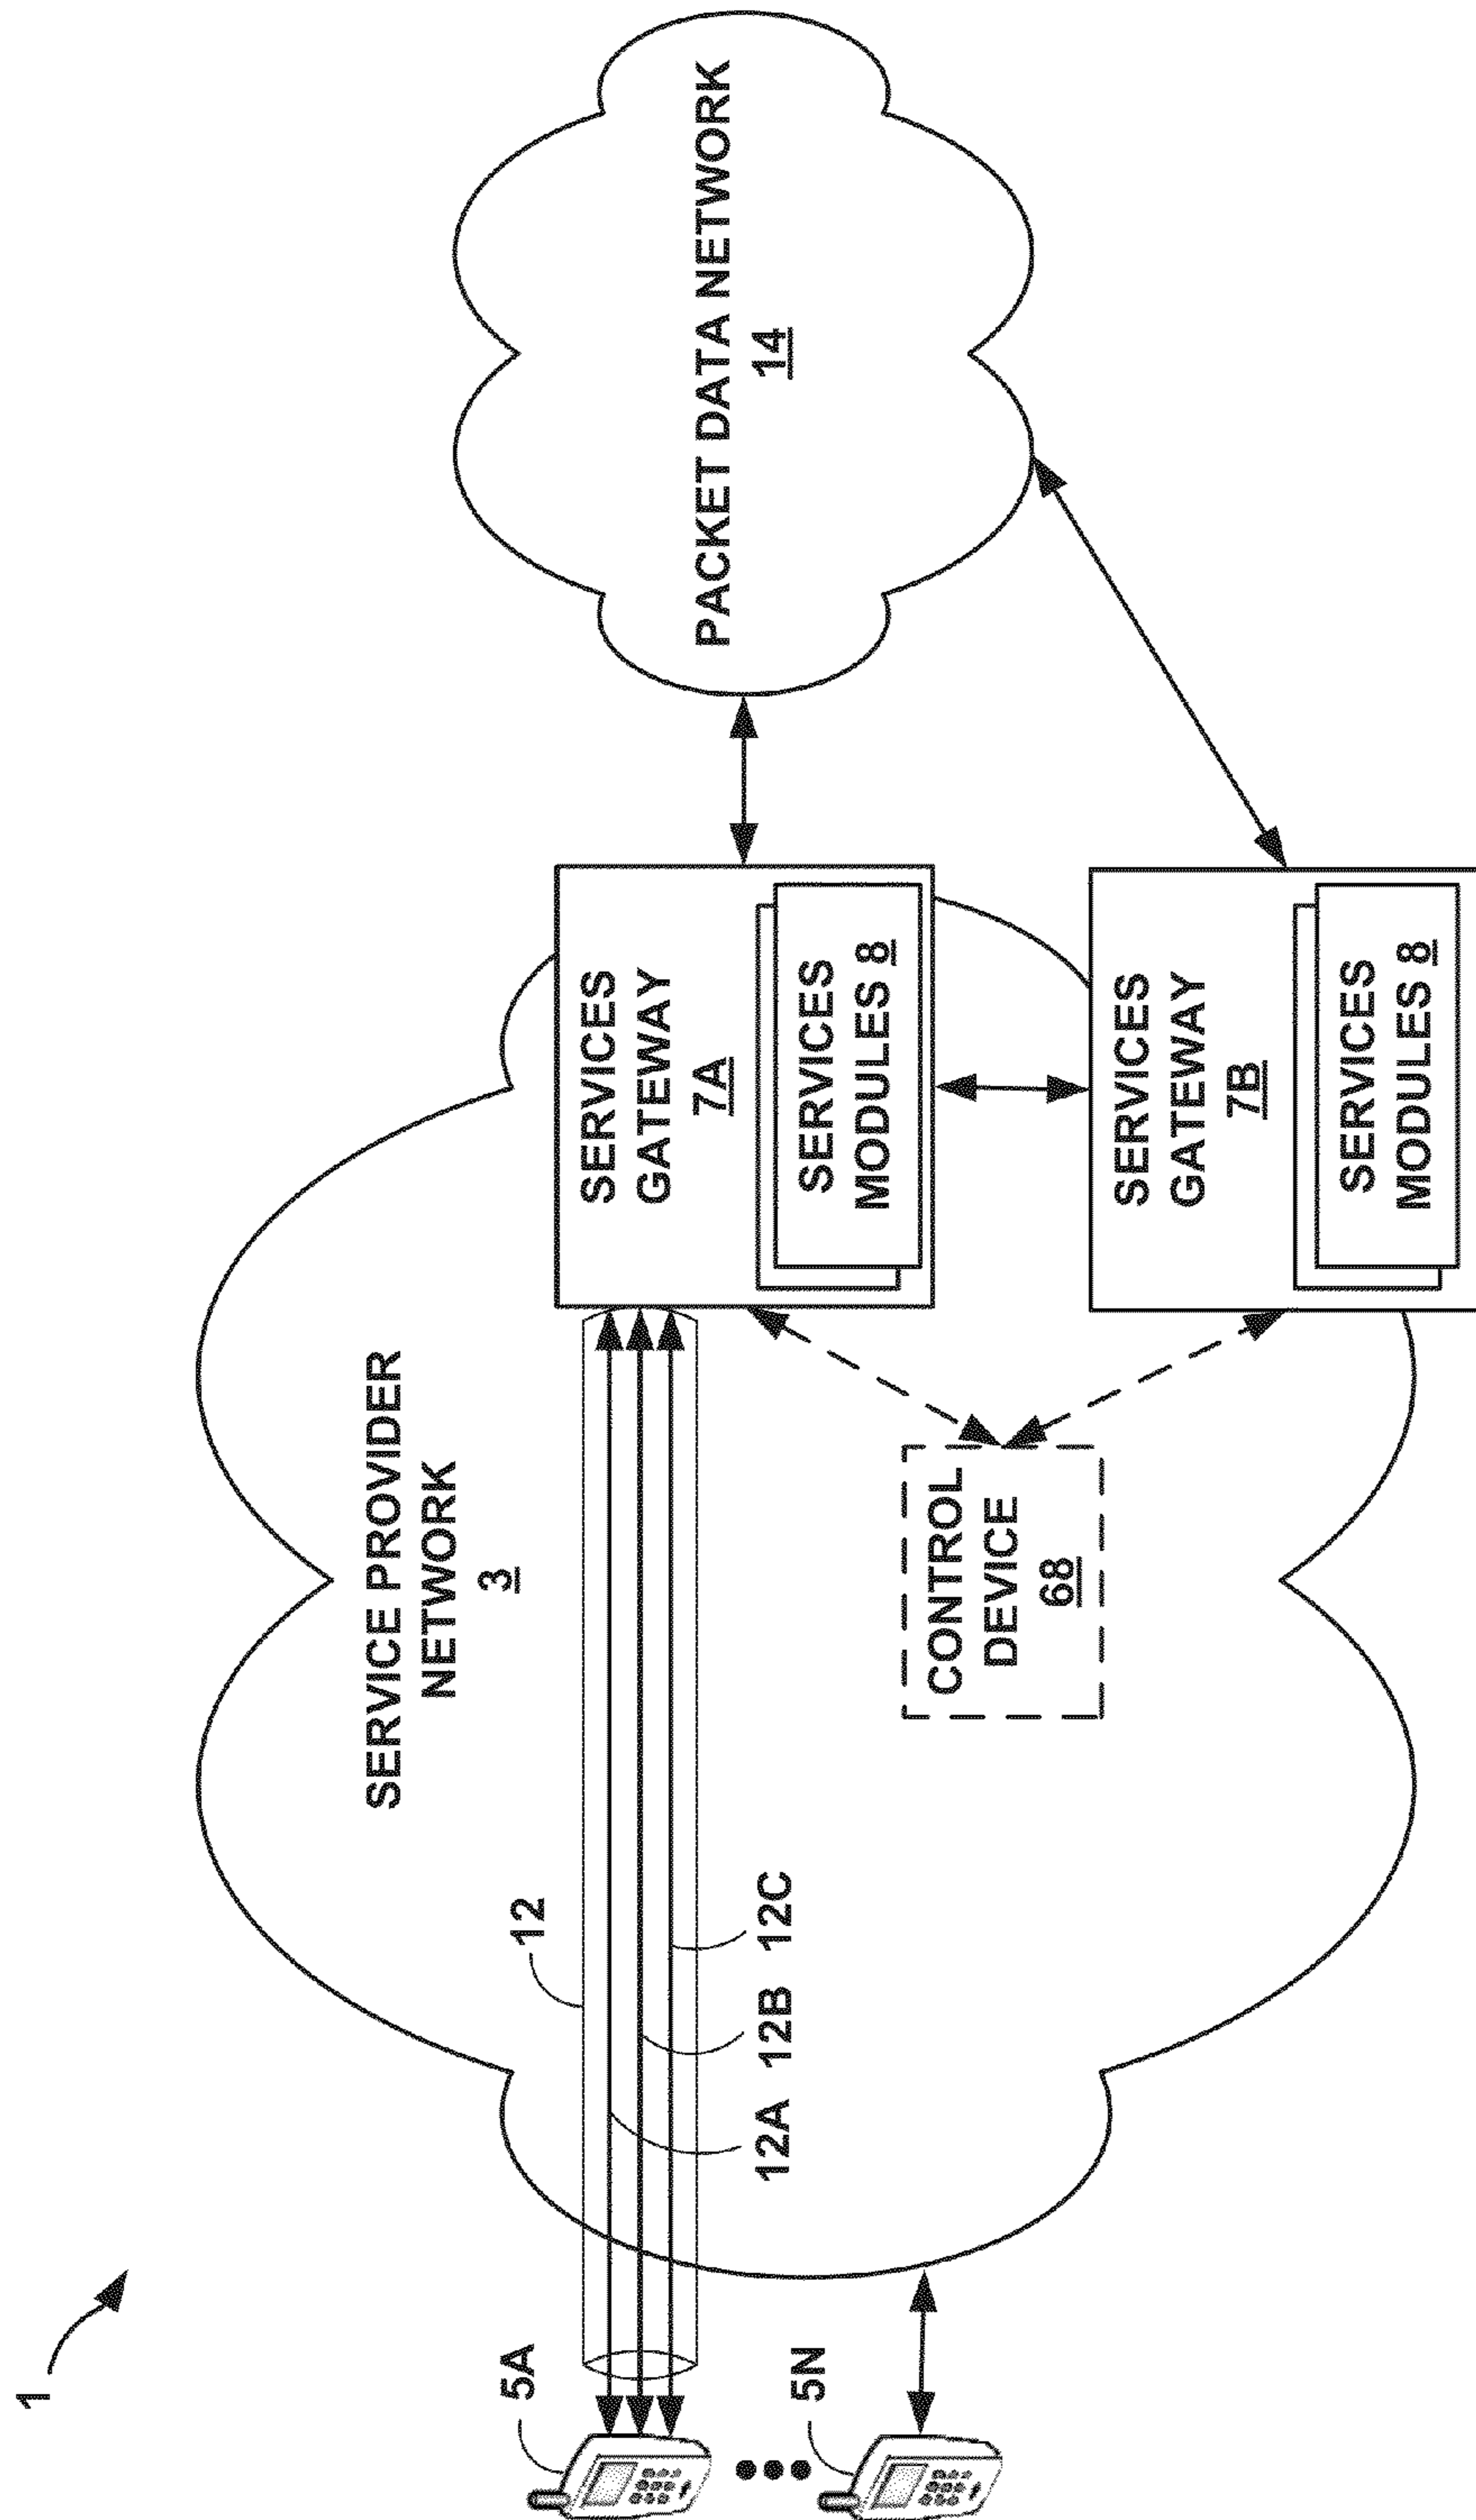 1
SERVICE PROVIDER
NETWORK
3
12
5A
12A
12B
12C
SERVICES
GATEWAY
7A
SERVICES
MODULES 8
PACKET DATA NETWORK
14
5N
CONTROL
DEVICE
68
SERVICES
GATEWAY
7B
SERVICES
MODULES 8